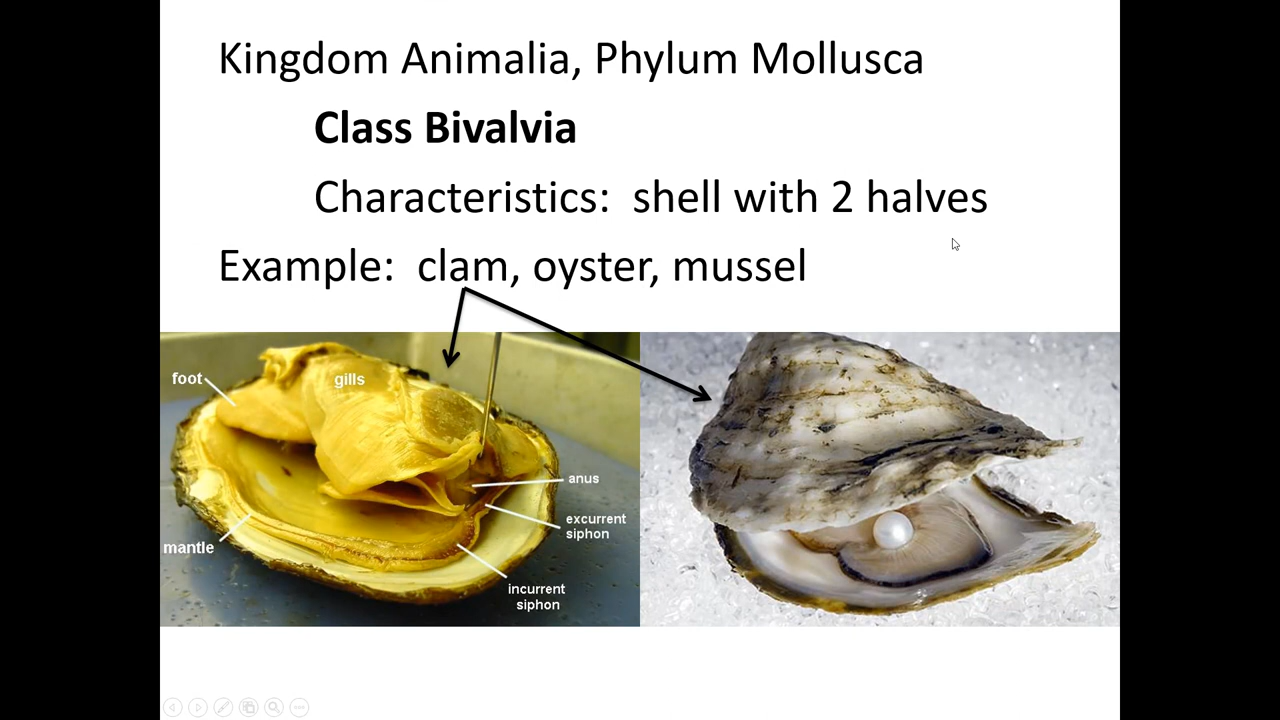 Kingdom Animalia, Phylum Mollusca
Class Bivalvia
Characteristics: shell with 2 halves
Example: clam, oyster, mussel
foot
gills
anus
excurrent
siphon
mantle
incurrent
siphon